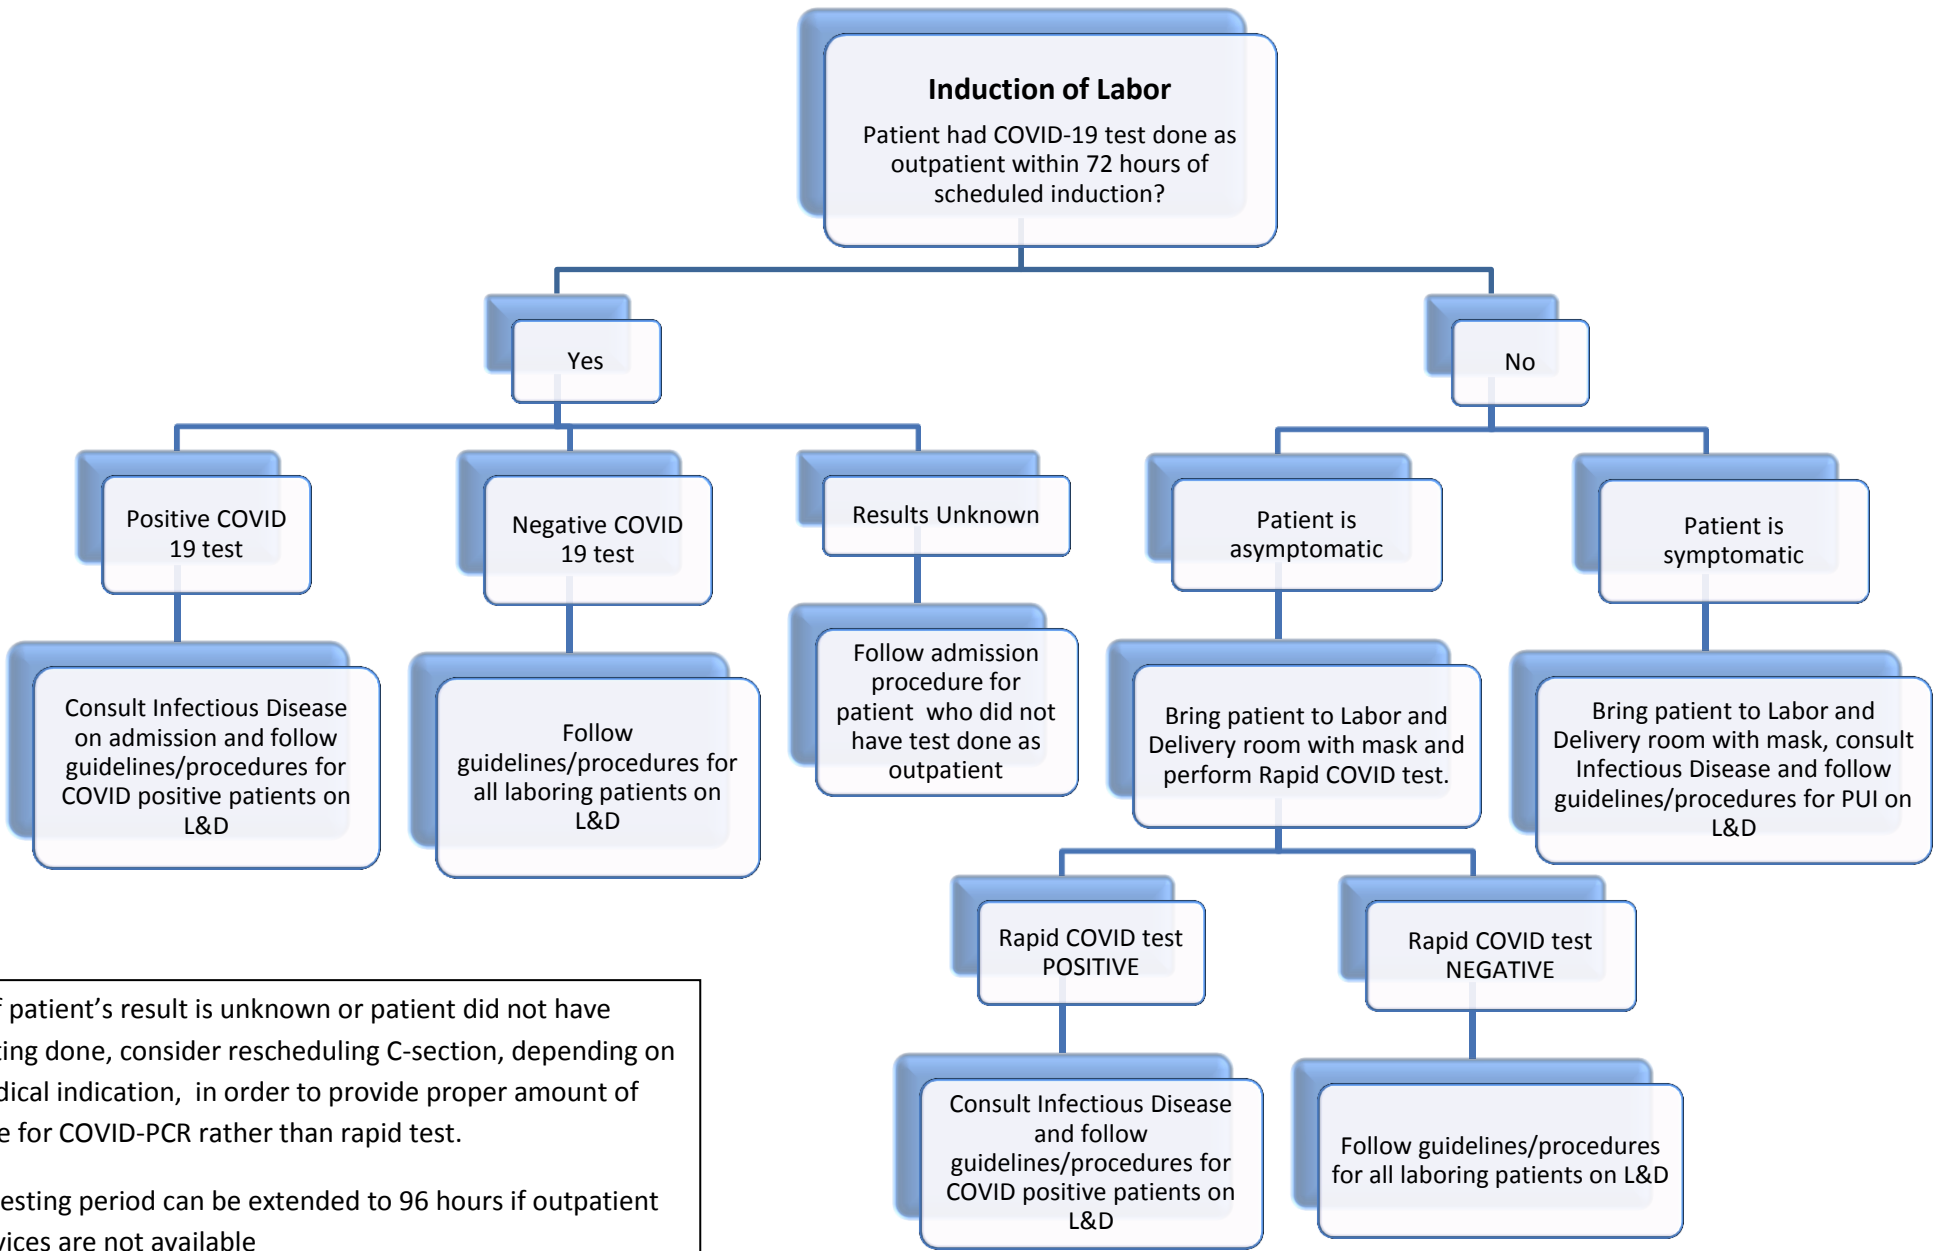 Induction of Labor
Patient had COVID-19 test done as
outpatient within 72 hours of
scheduled induction?
Yes
No
Positive COVID
19 test
Negative COVID
19 test
Results Unknown
Patient is
asymptomatic
Patient is
symptomatic
Consult Infectious Disease
on admission and follow
guidelines/procedures for
COVID positive patients on
L&D
Follow
guidelines/procedures for
all laboring patients on
L&D
Follow admission
procedure for
patient who did not
have test done as
outpatient
Bring patient to Labor and
Delivery room with mask and
perform Rapid COVID test.
Bring patient to Labor and
Delivery room with mask, consult
Infectious Disease and follow
guidelines/procedures for PUI on
L&D
Rapid COVID test
POSITIVE
Rapid COVID test
NEGATIVE
Consult Infectious Disease
and follow
guidelines/procedures for
COVID positive patients on
L&D
Follow guidelines/procedures
for all laboring patients on L&D
patient's result is unknown or patient did not have
done, consider rescheduling C-section, depending on
indication, in order to provide proper amount of
for COVID-PCR rather than rapid test.
period can be extended to 96 hours if outpatient
are not available